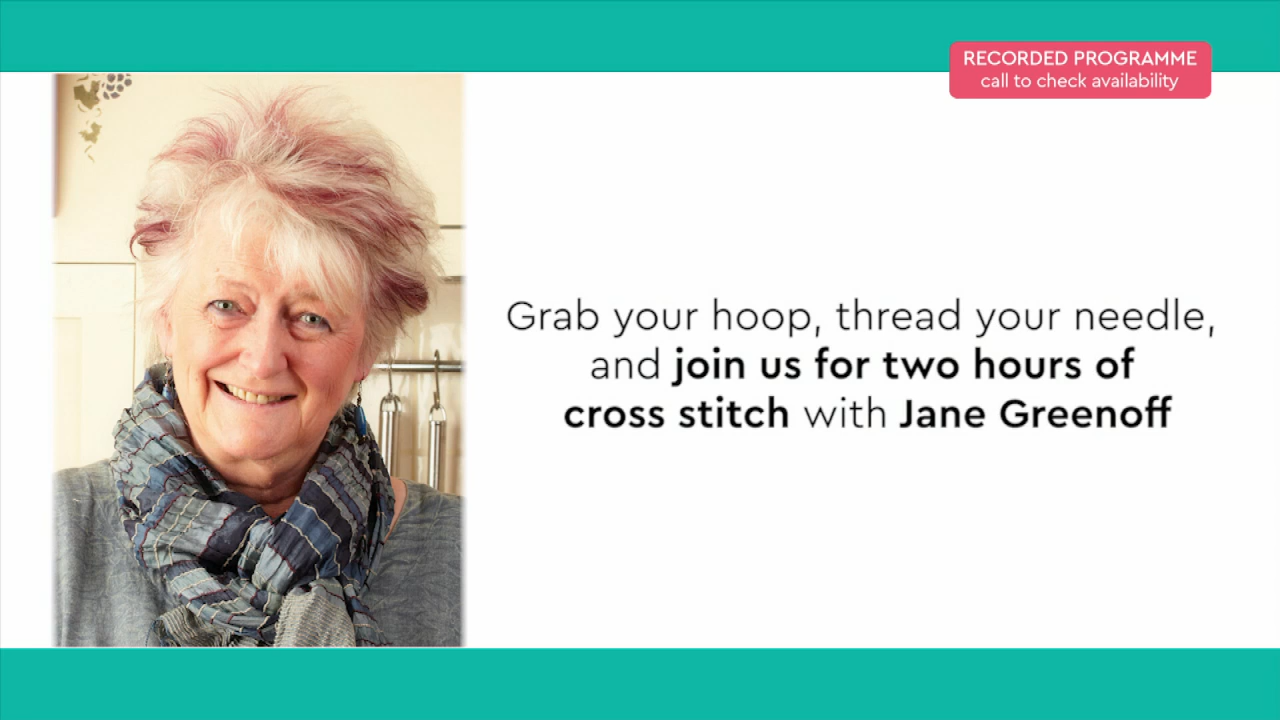 RECORDED PROGRAMME
call to check availability
Grab your hoop, thread your needle,
and join us for two hours of
cross stitch with Jane Greenoff